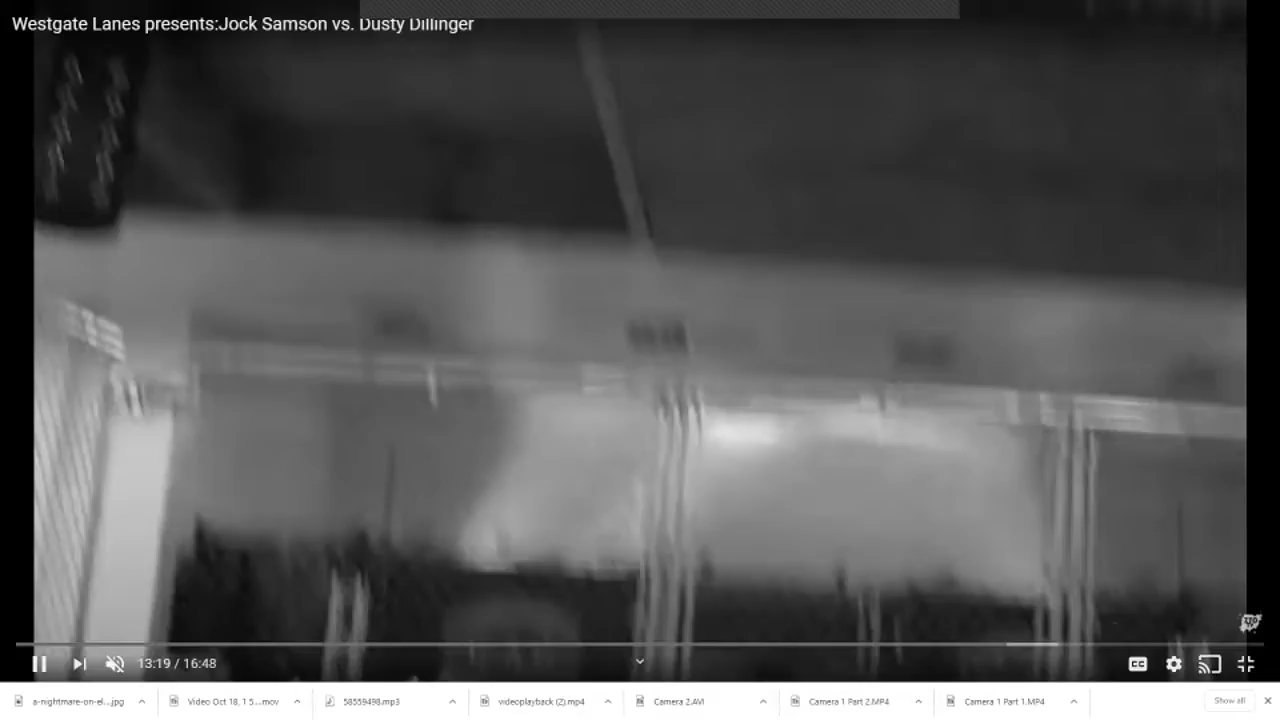 Westgate Lanes presents:Jock Samson vs. Dusty Dillinger
13:19 / 16:48
CC
a-nightmare-on-el....jpg
Video Oct 18, 1 5....mov
58559498.mp3
videoplayback (2).mp4
Camera 2.AVI
Camera 1 Part 2.MP4
Camera 1 Part 1.MP4
Show all